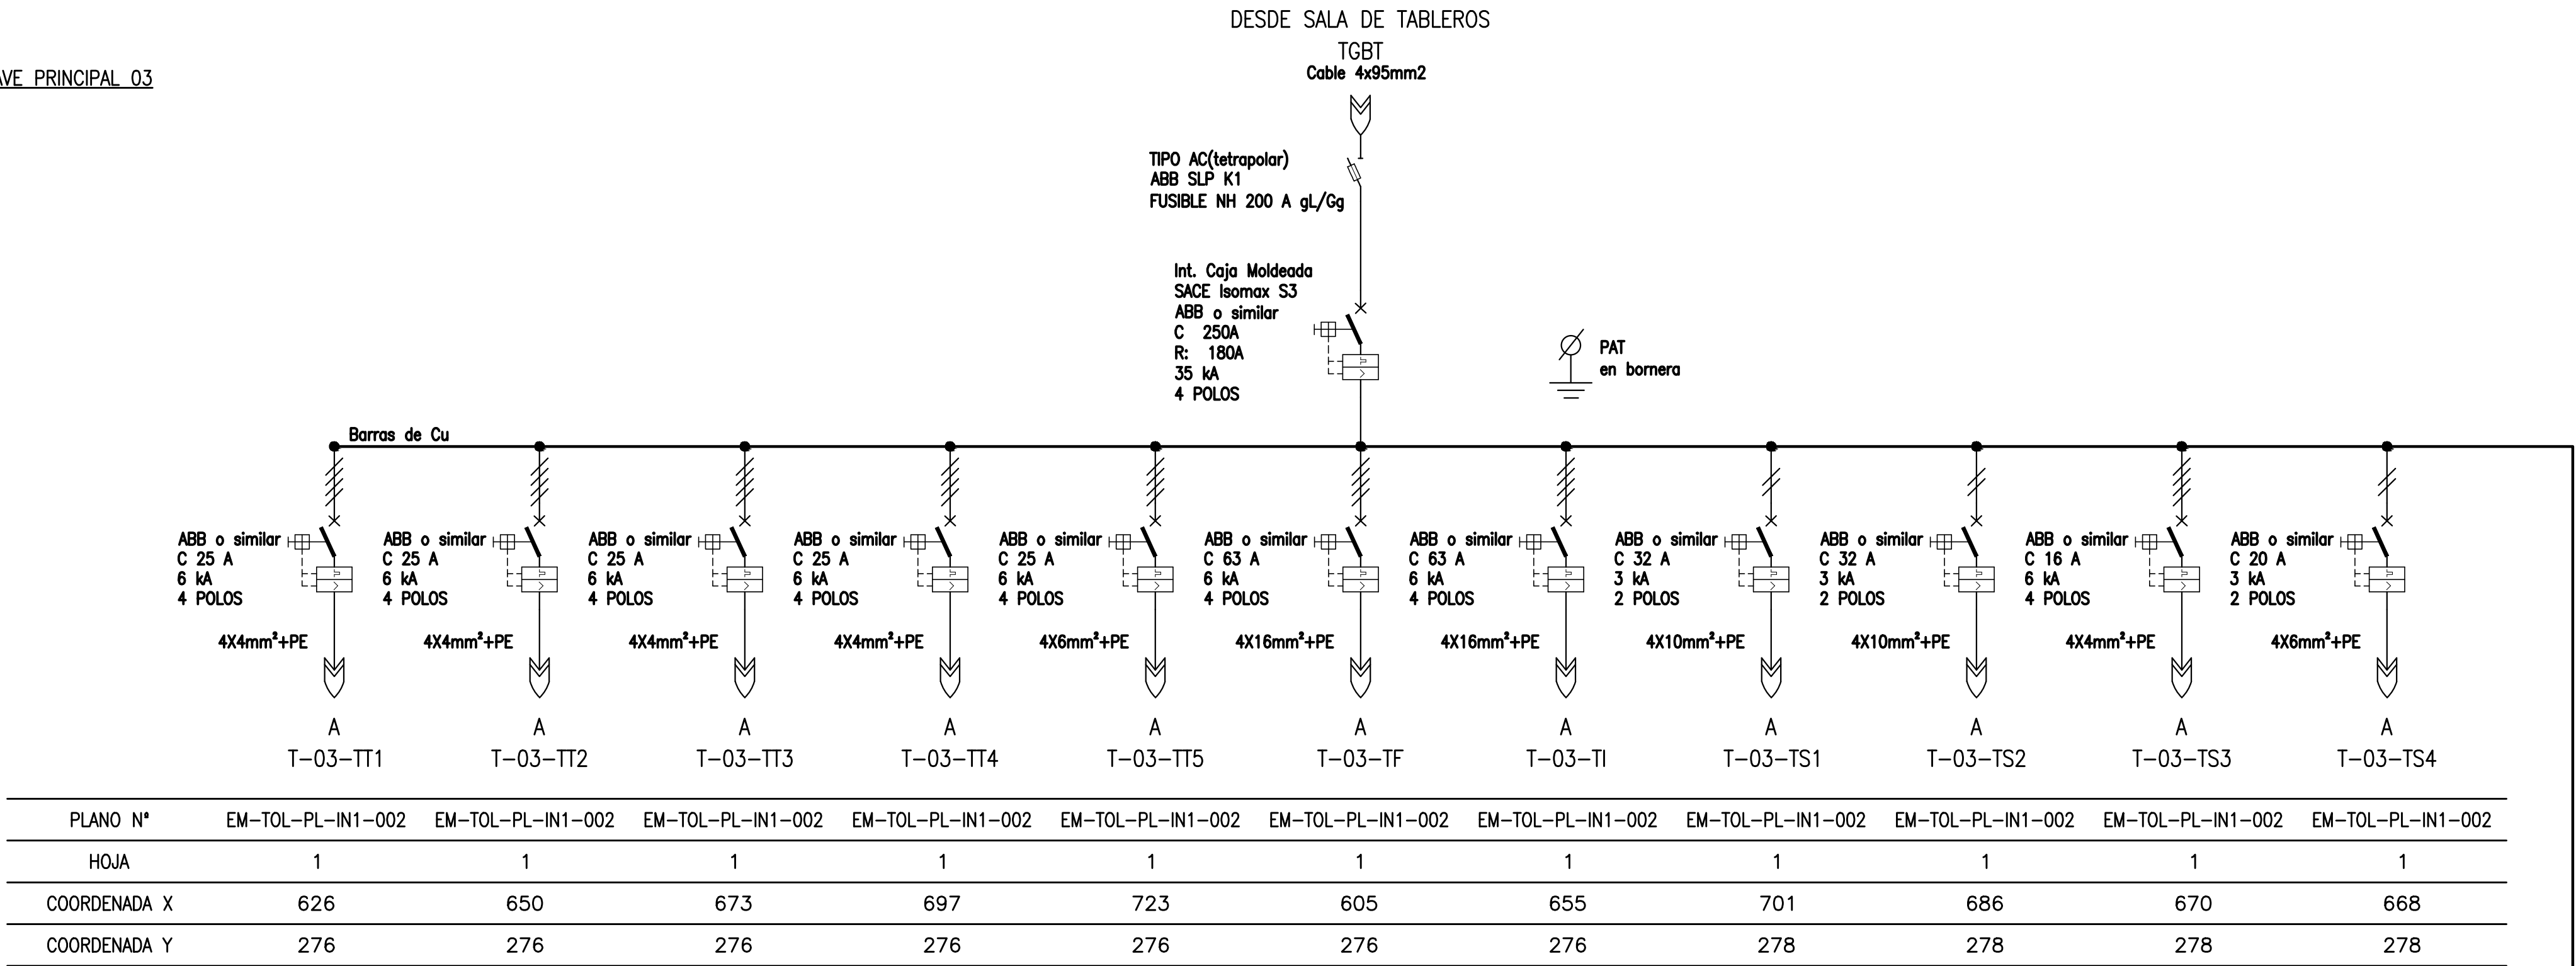 DESDE SALA DE TABLEROS
TGBT
Cable 4x95mm2
AVE PRINCIPAL 03
TIPO AC(tetrapolar)
ABB SLP K1
FUSIBLE NH 200 A gL/Gg
Int. Caja Moldeada
SACE Isomax S3
ABB o similar
C 250A
R: 180A
35 kA
4 POLOS
PAT
en bornera
Barras de Cu
ABB o similar
C 25 A
6 kA
4 POLOS
4X4mm²+PE
A
T-03-TT1
ABB o similar
C 25 A
6 kA
4 POLOS
4X4mm²+PE
A
T-03-TT2
ABB o similar
C 25 A
6 kA
4 POLOS
4X4mm²+PE
A
T-03-TT3
ABB o similar
C 25 A
6 kA
4 POLOS
4X4mm²+PE
A
T-03-TT4
ABB o similar
C 25 A
6 kA
4 POLOS
4X6mm²+PE
A
T-03-TT5
ABB o similar
C 63 A
6 kA
4 POLOS
4X16mm²+PE
A
T-03-TF
ABB o similar
C 63 A
6 kA
4 POLOS
4X16mm²+PE
A
T-03-TI
ABB o similar
C 32 A
3 kA
2 POLOS
4X10mm²+PE
A
T-03-TS1
ABB o similar
C 32 A
3 kA
2 POLOS
4X10mm²+PE
A
T-03-TS2
ABB o similar
C 16 A
6 kA
4 POLOS
4X4mm²+PE
A
T-03-TS3
ABB o similar
C 20 A
3 kA
2 POLOS
4X6mm²+PE
A
T-03-TS4
PLANO Nº EM-TOL-PL-IN1-002 EM-TOL-PL-IN1-002 EM-TOL-PL-IN1-002 EM-TOL-PL-IN1-002 EM-TOL-PL-IN1-002 EM-TOL-PL-IN1-002 EM-TOL-PL-IN1-002 EM-TOL-PL-IN1-002 EM-TOL-PL-IN1-002 EM-TOL-PL-IN1-002 EM-TOL-PL-IN1-002
HOJA 1 1 1 1 1 1 1 1 1 1 1
COORDENADA X 626 650 673 697 723 605 655 701 686 670 668
COORDENADA Y 276 276 276 276 276 276 276 278 278 278 278